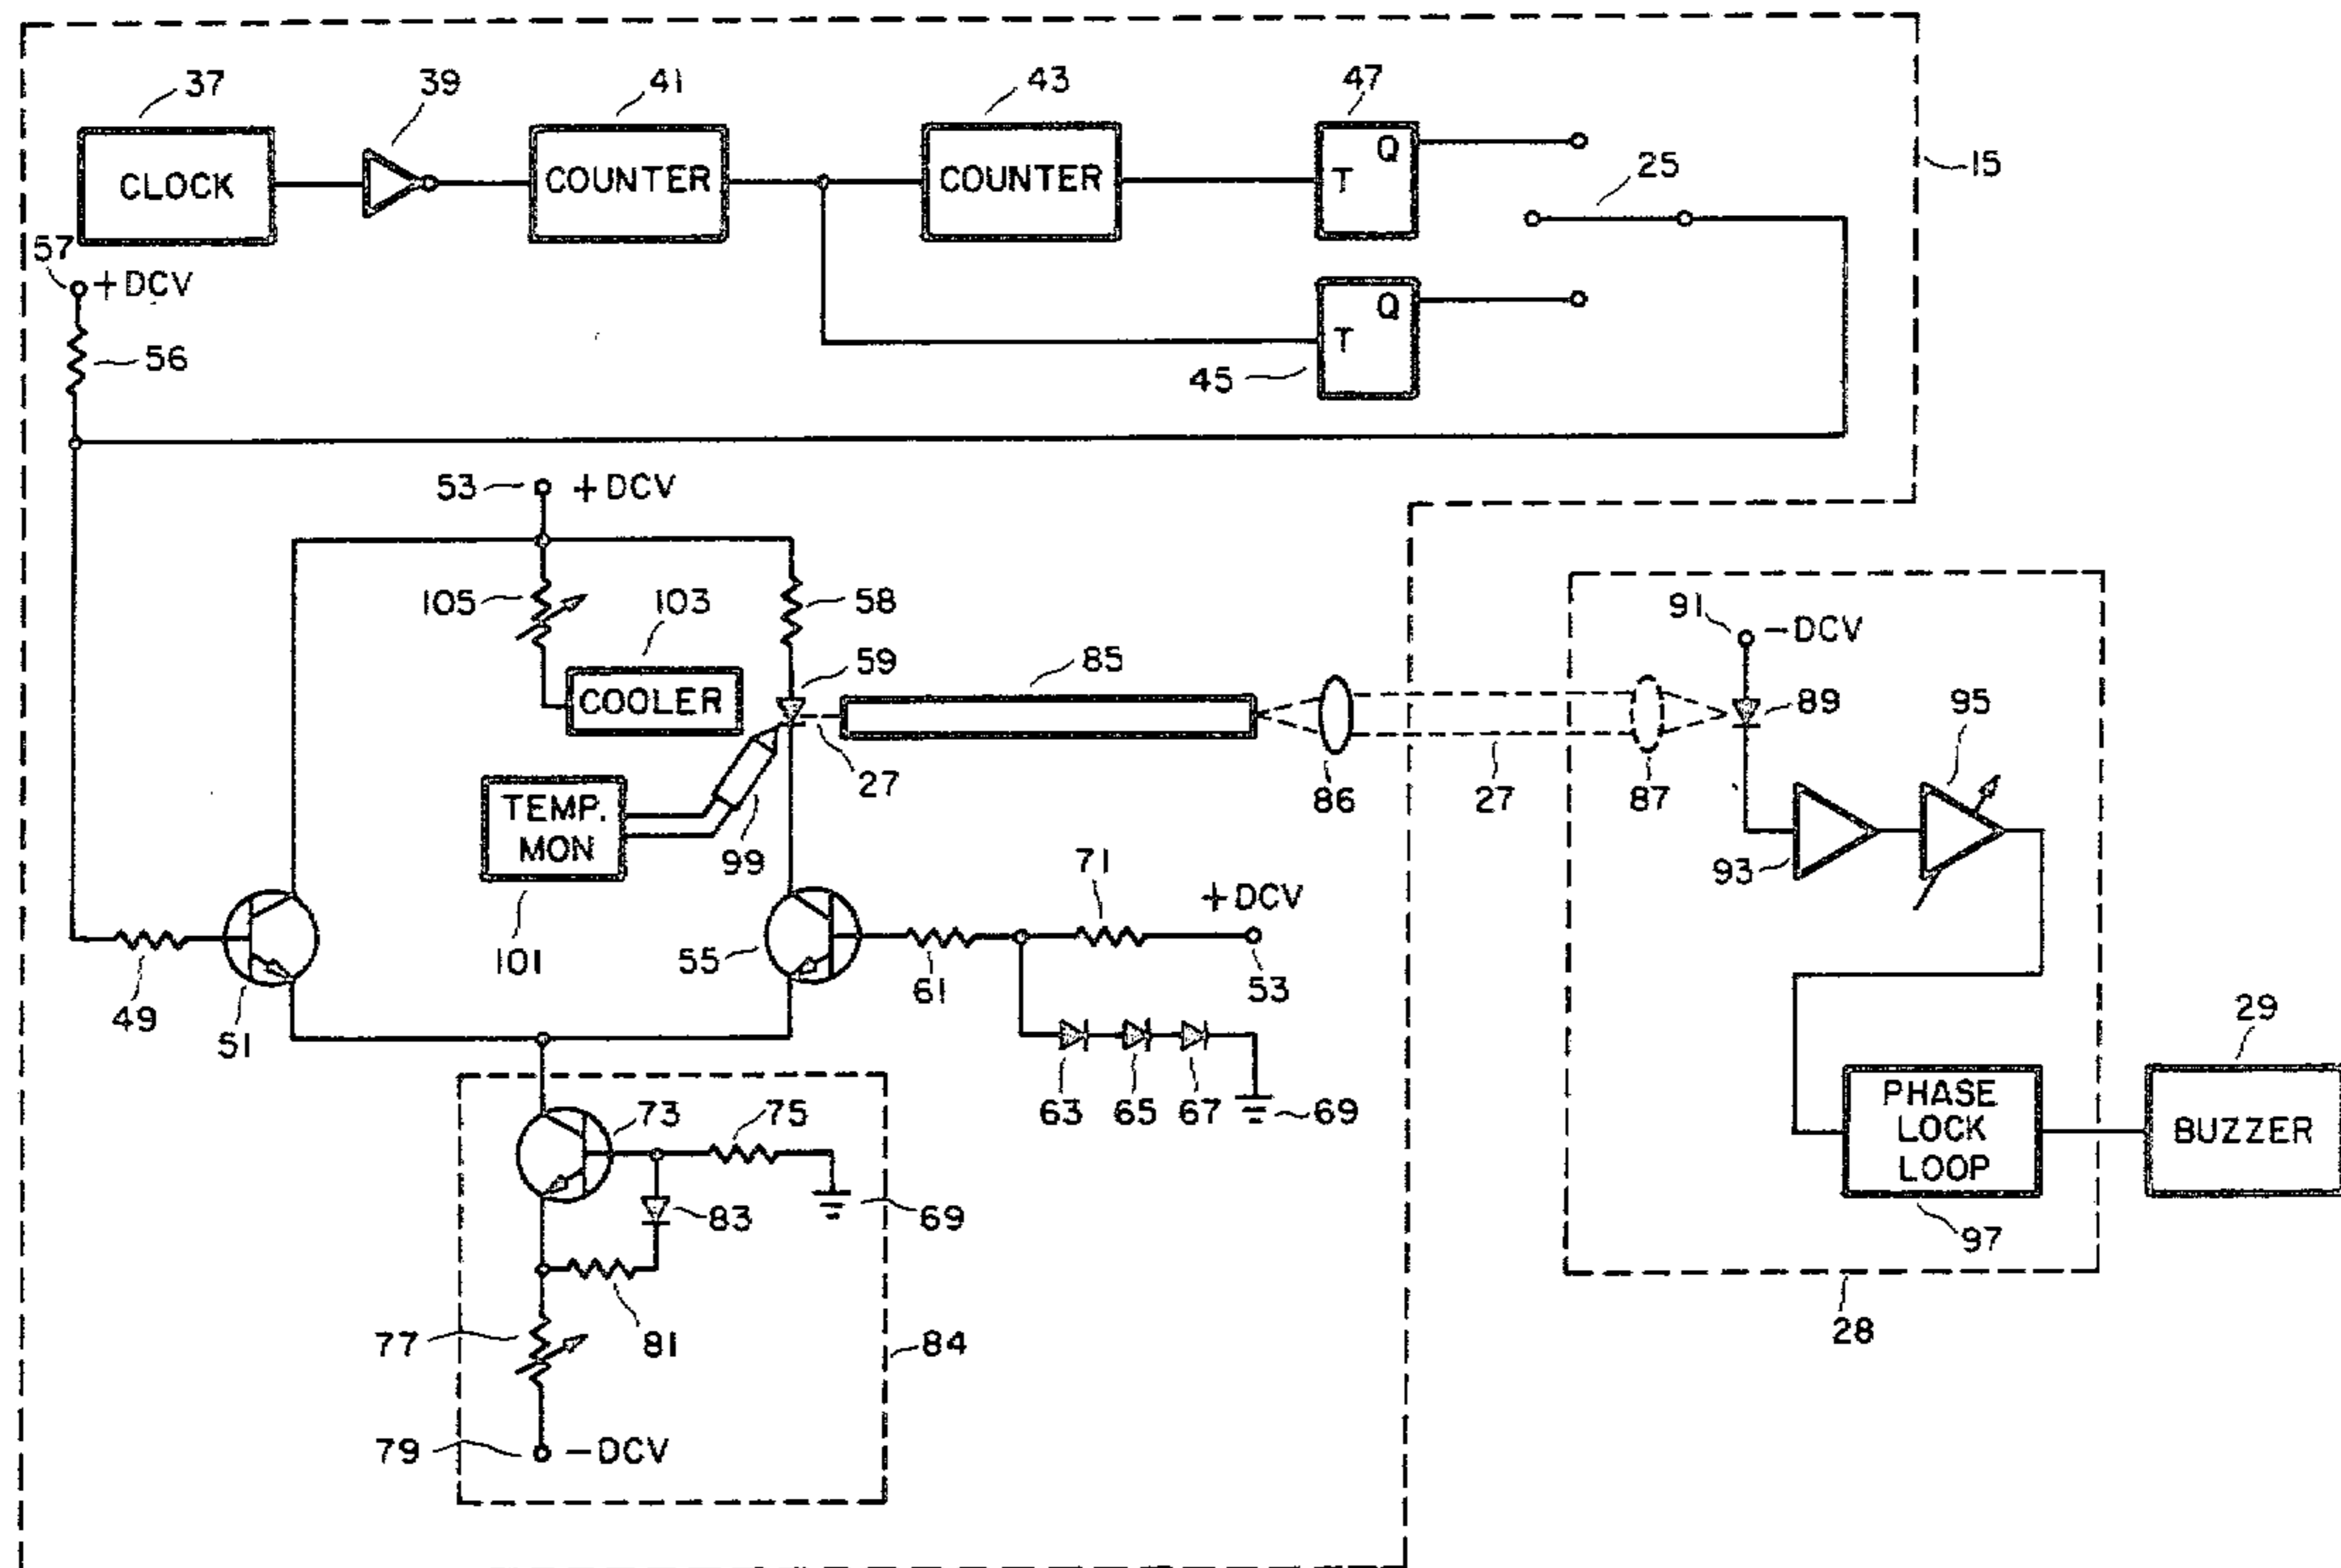 37
39
41
43
47
CLOCK
COUNTER
COUNTER
Q
T
25
15
57
+DCV
56
Q
T
45
53
+DCV
105
103
58
59
COOLER
85
27
TEMP.
MON
99
101
86
27
87
91
-DCV
89
95
93
49
51
55
61
71
+DCV
53
63
65
67
69
73
75
83
69
77
81
84
79
-DCV
PHASE
LOCK
LOOP
97
29
BUZZER
28